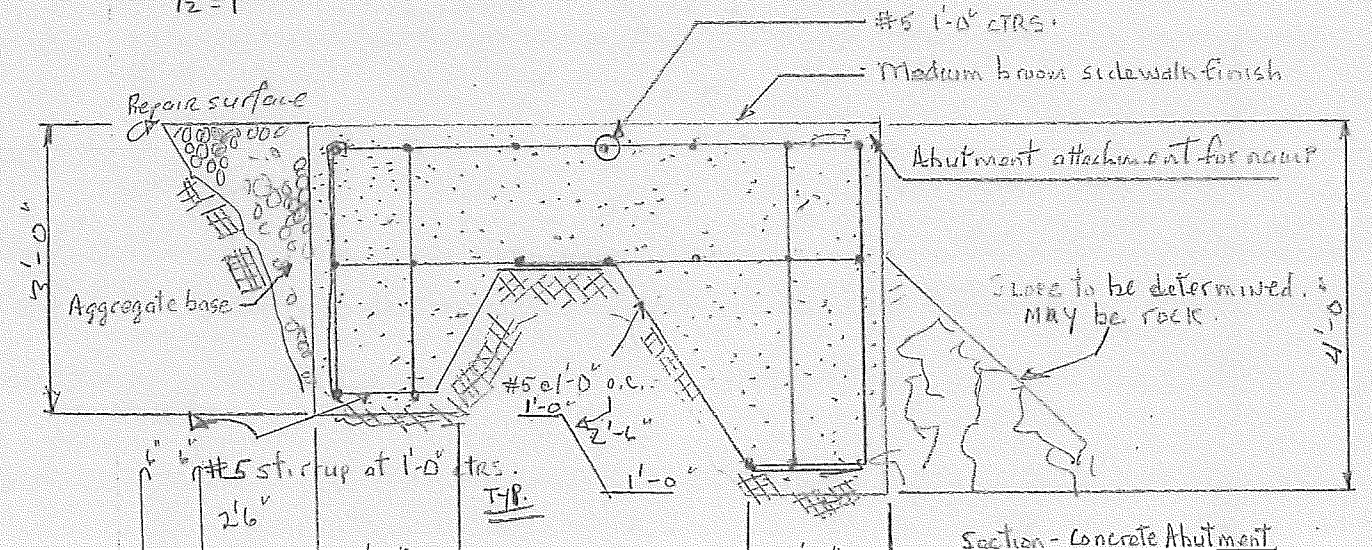 12-1
#5 1'-0" CTRS.
Medium broom sidewalk finish
Repair surface
Abutment attachment for ramp
3'-0"
Aggregate base
Slope to be determined.
May be rock.
4'-0"
#5 @ 1'-0" o.c.
1'-0"
2'-6"
1'-0"
6" 6"
#5 stirrup at 1'-0" ctrs.
TYP.
2'6"
Section - Concrete Abutment